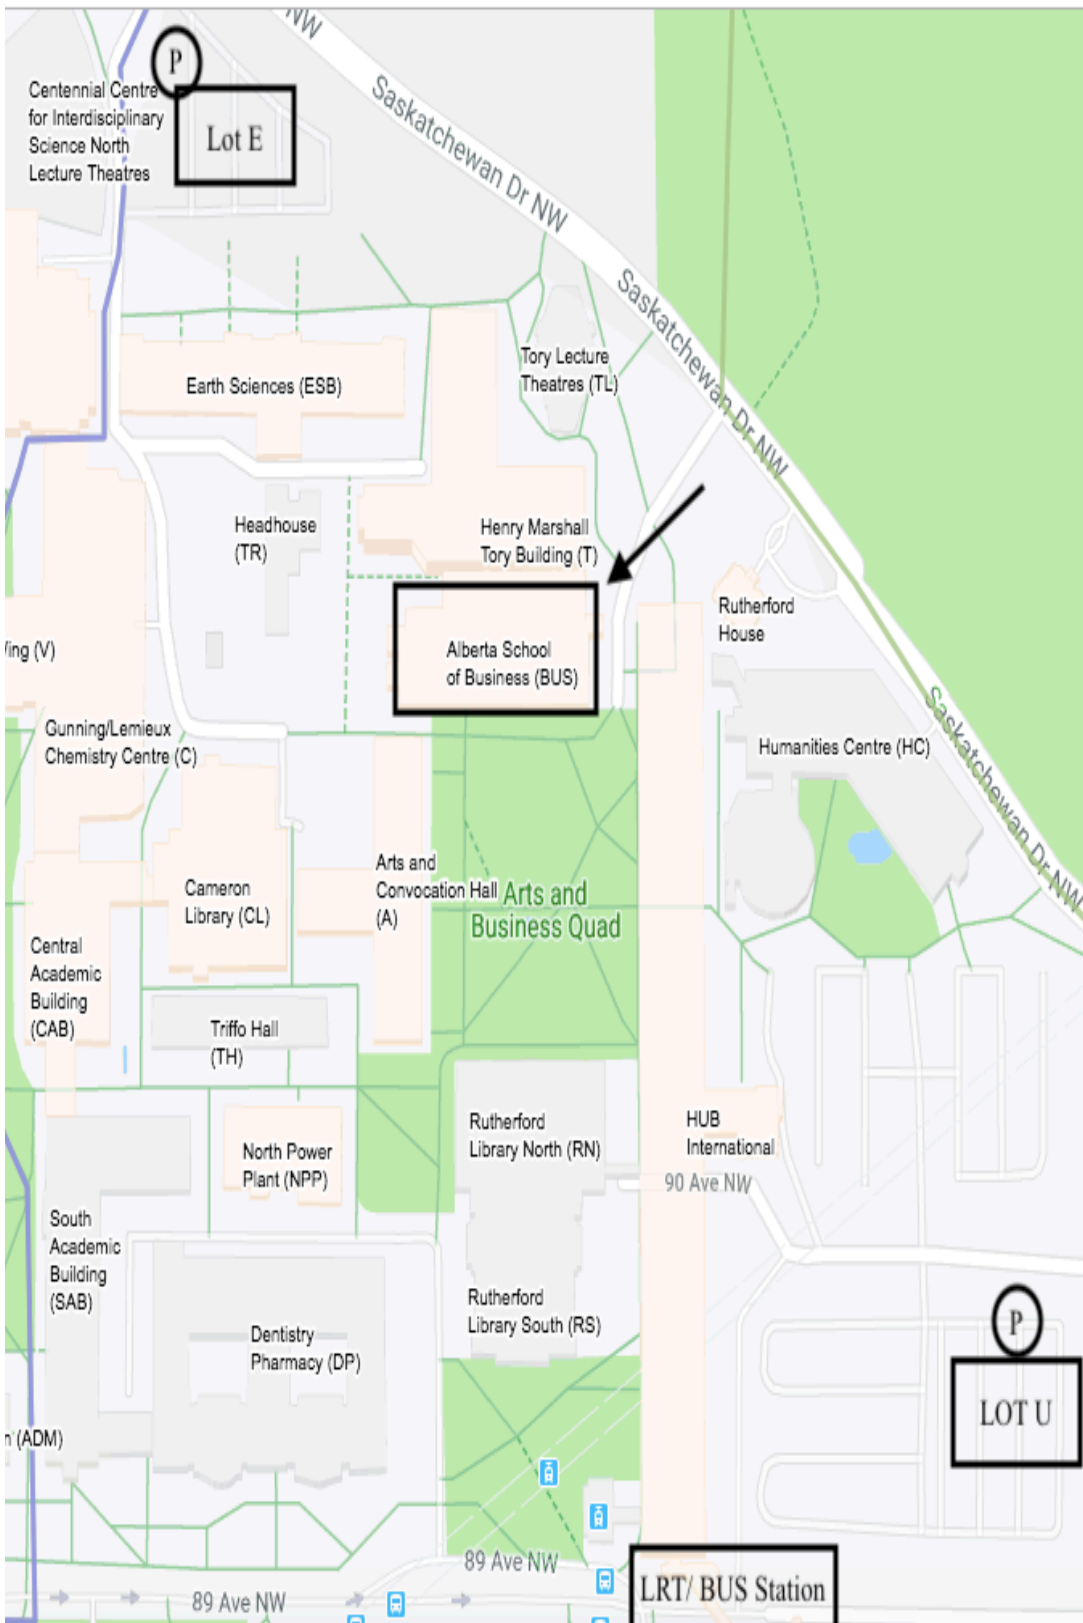 NW
P
Saskatchewan Dr NW
Centennial Centre
for Interdisciplinary
Science North
Lecture Theatres
Lot E
Saskatchewan Dr NW
Tory Lecture
Theatres (TL)
Earth Sciences (ESB)
Headhouse
(TR)
Henry Marshall
Tory Building (T)
Rutherford
House
Alberta School
of Business (BUS)
/ing (V)
Saskatchewan Dr NW
Gunning/Lemieux
Chemistry Centre (C)
Humanities Centre (HC)
Arts and
Convocation Hall
(A)
Arts and
Business Quad
Cameron
Library (CL)
Central
Academic
Building
(CAB)
Triffo Hall
(TH)
Rutherford
Library North (RN)
HUB
International
North Power
Plant (NPP)
90 Ave NW
South
Academic
Building
(SAB)
Rutherford
Library South (RS)
P
Dentistry
Pharmacy (DP)
LOT U
n (ADM)
89 Ave NW
LRT/ BUS Station
89 Ave NW